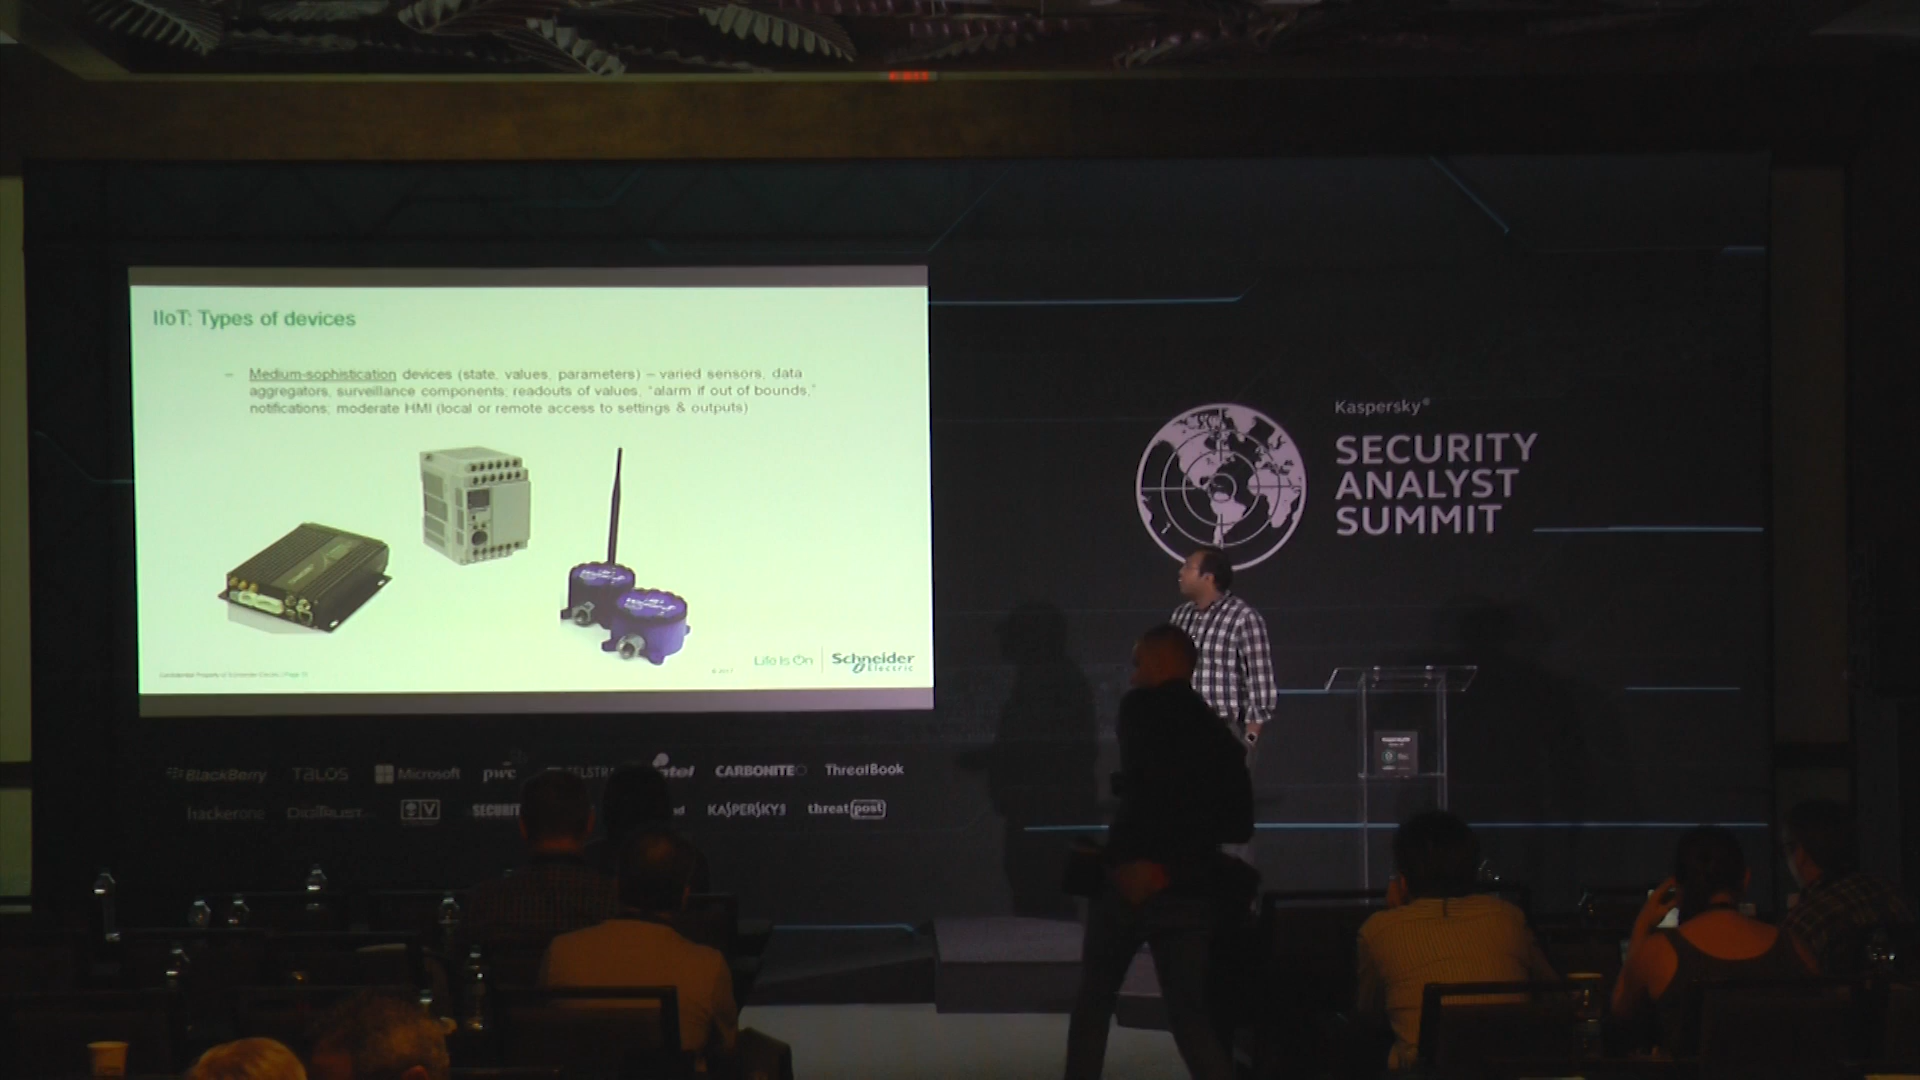 IIoT: Types of devices
– Medium-sophistication devices (state, values, parameters) – varied sensors, data
aggregators, surveillance components; readouts of values, "alarm if out of bounds,"
notifications; moderate HMI (local or remote access to settings & outputs)
Life Is On
Schneider
Electric
Kaspersky®
SECURITY
ANALYST
SUMMIT
BlackBerry TALOS Microsoft pwc CARBONITE ThreatBook
hackerone DigiTrust KASPERSKY threatpost